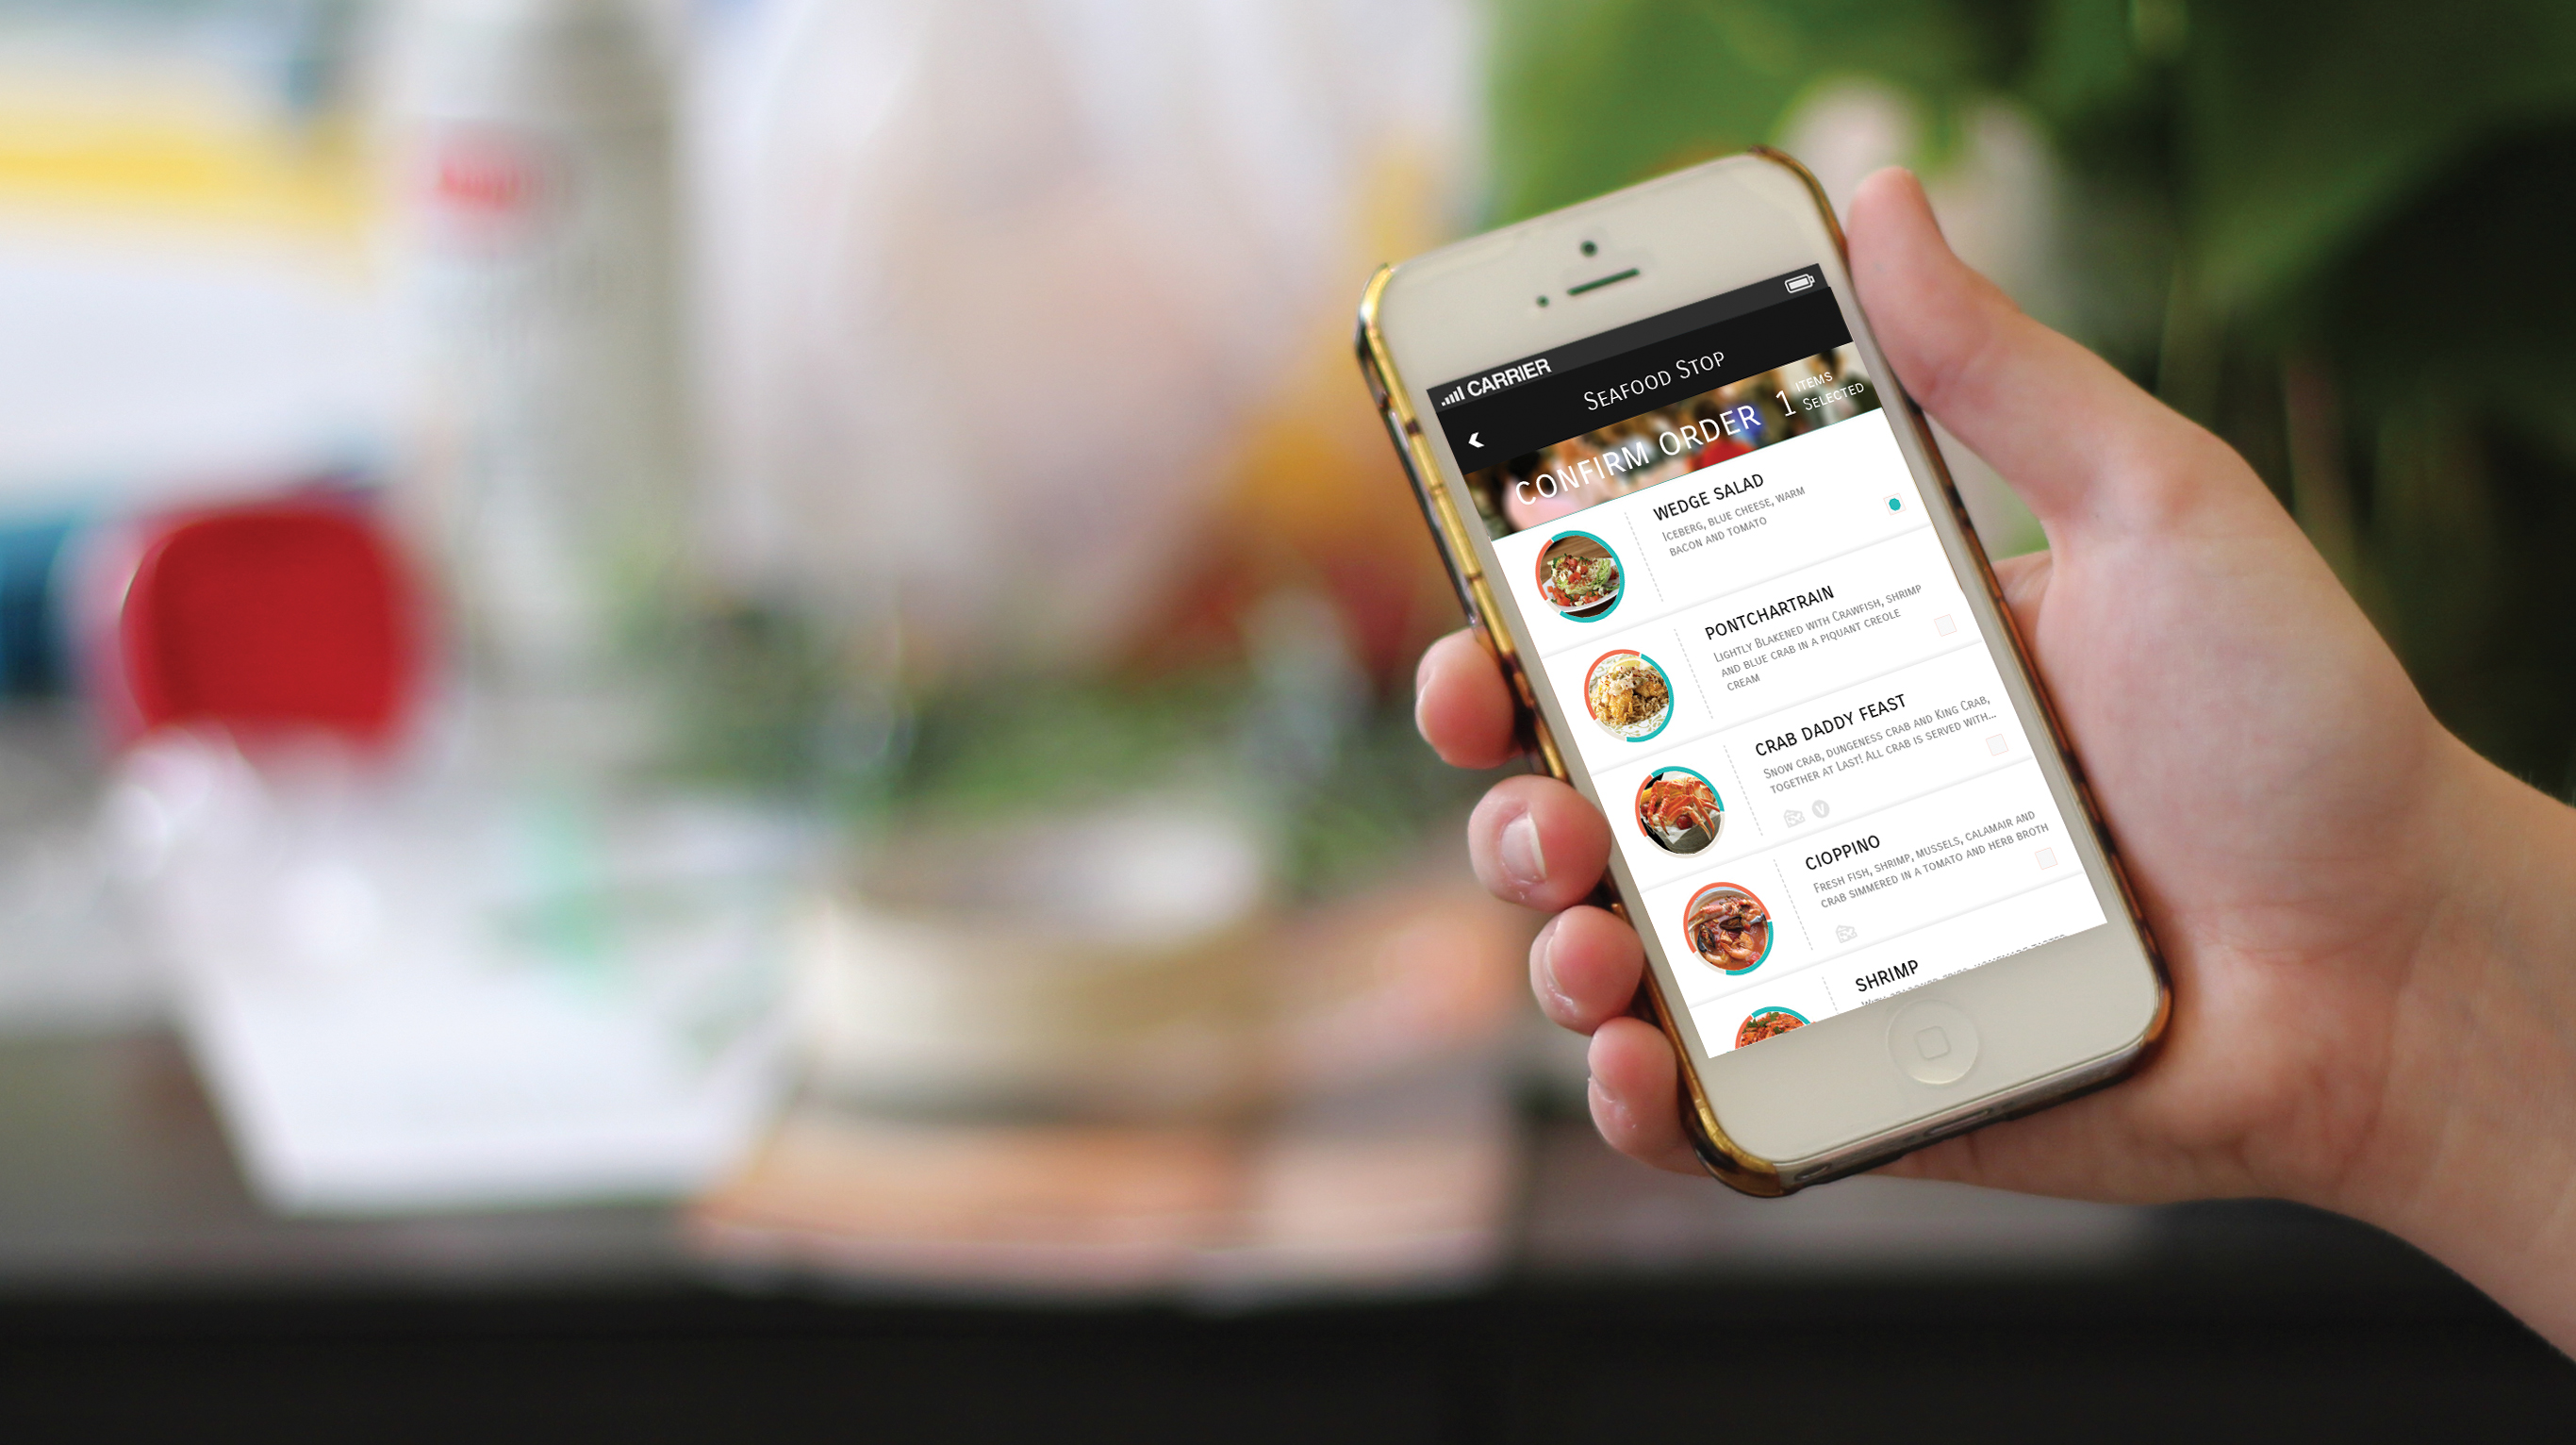 CARRIER
SEAFOOD STOP
CONFIRM ORDER 1 ITEMS SELECTED
WEDGE SALAD
ICEBERG, BLUE CHEESE, WARM
BACON AND TOMATO
PONTCHARTRAIN
LIGHTLY BLAKENED WITH CRAWFISH, SHRIMP
AND BLUE CRAB IN A PIQUANT CREOLE
CREAM
CRAB DADDY FEAST
SNOW CRAB, DUNGENESS CRAB AND KING CRAB,
TOGETHER AT LAST! ALL CRAB IS SERVED WITH...
V
CIOPPINO
FRESH FISH, SHRIMP, MUSSELS, CALAMAIR AND
CRAB SIMMERED IN A TOMATO AND HERB BROTH
SHRIMP